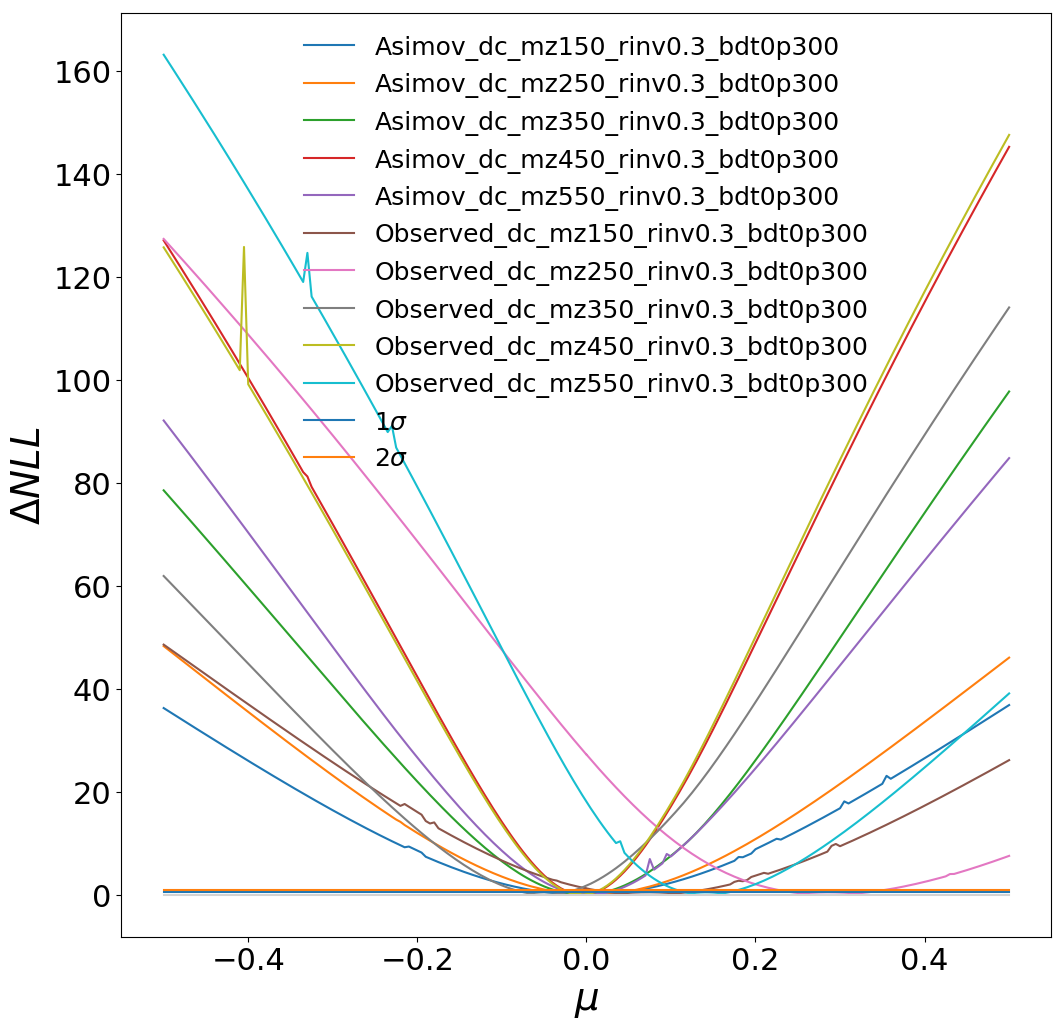 Asimov_dc_mz150_rinv0.3_bdt0p300
Asimov_dc_mz250_rinv0.3_bdt0p300
Asimov_dc_mz350_rinv0.3_bdt0p300
Asimov_dc_mz450_rinv0.3_bdt0p300
Asimov_dc_mz550_rinv0.3_bdt0p300
Observed_dc_mz150_rinv0.3_bdt0p300
Observed_dc_mz250_rinv0.3_bdt0p300
Observed_dc_mz350_rinv0.3_bdt0p300
Observed_dc_mz450_rinv0.3_bdt0p300
Observed_dc_mz550_rinv0.3_bdt0p300
1σ
2σ
160
140
120
100
80
60
40
20
0
ΔNLL
−0.4 −0.2 0.0 0.2 0.4
μ